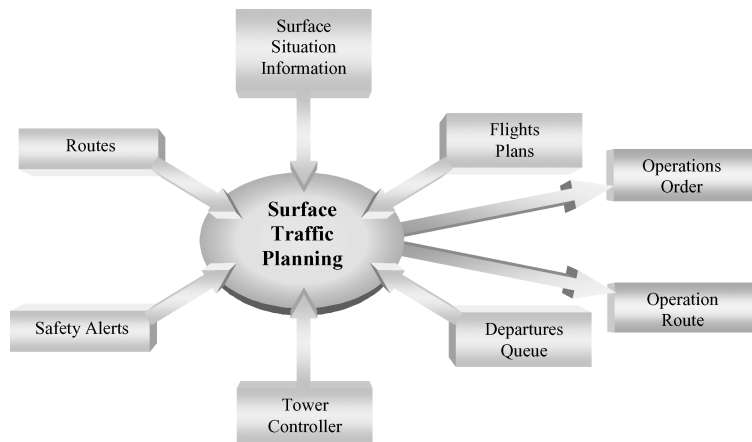 Surface
Situation
Information
Routes
Flights
Plans
Operations
Order
Surface
Traffic
Planning
Safety Alerts
Departures
Queue
Operation
Route
Tower
Controller